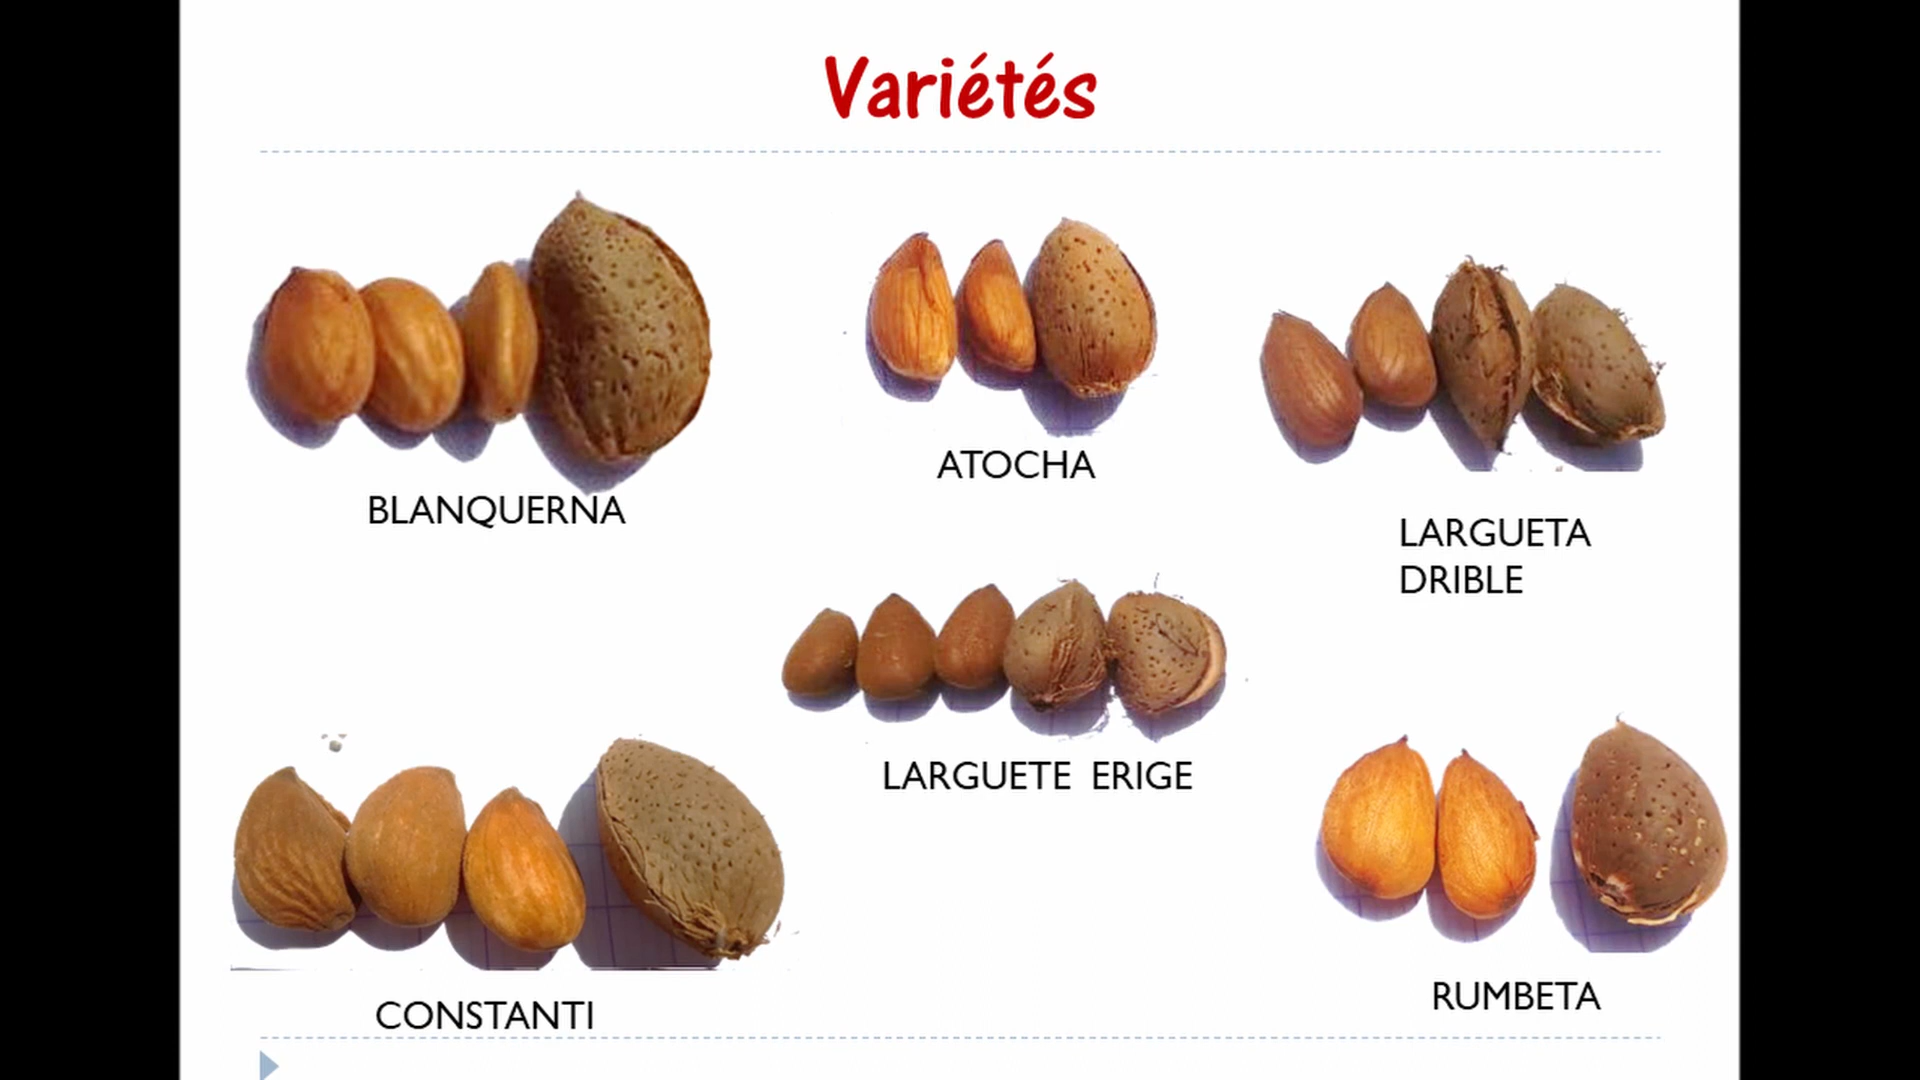 Variétés
BLANQUERNA
ATOCHA
LARGUETA
DRIBLE
LARGUETE ERIGE
CONSTANTI
RUMBETA